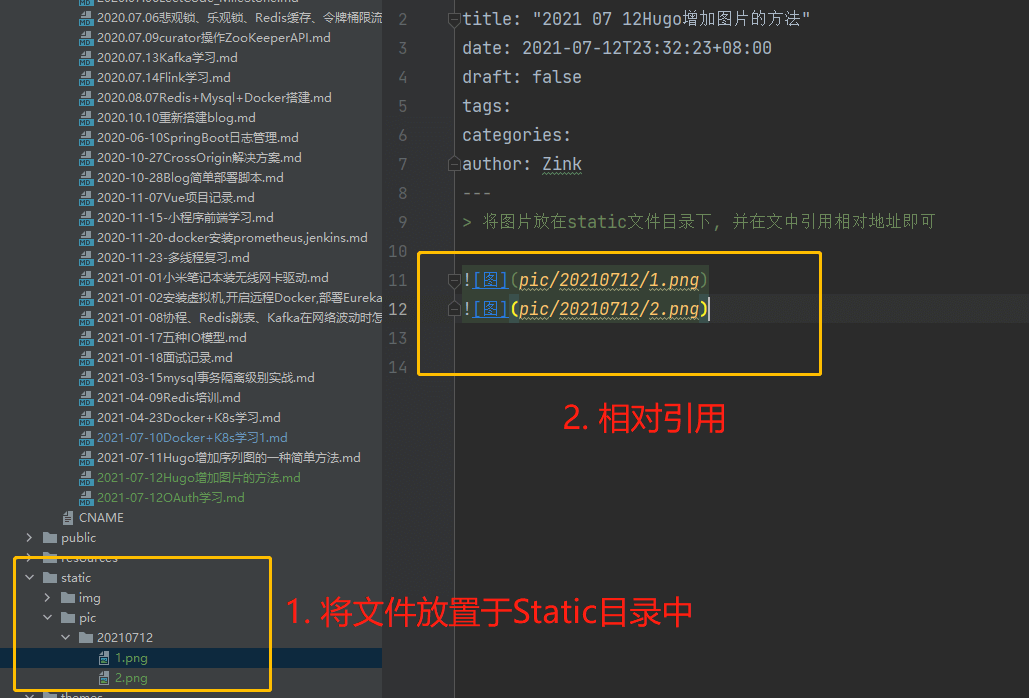 2020.07.06悲观锁、乐观锁、Redis缓存、令牌桶限流
2020.07.09curator操作ZooKeeperAPI.md
2020.07.13Kafka学习.md
2020.07.14Flink学习.md
2020.08.07Redis+Mysql+Docker搭建.md
2020.10.10重新搭建blog.md
2020-06-10SpringBoot日志管理.md
2020-10-27CrossOrigin解决方案.md
2020-10-28Blog简单部署脚本.md
2020-11-07Vue项目记录.md
2020-11-15-小程序前端学习.md
2020-11-20-docker安装prometheus,jenkins.md
2020-11-23-多线程复习.md
2021-01-01小米笔记本装无线网卡驱动.md
2021-01-02安装虚拟机,开启远程Docker,部署Eureka
2021-01-08协程、Redis跳表、Kafka在网络波动时怎
2021-01-17五种IO模型.md
2021-01-18面试记录.md
2021-03-15mysql事务隔离级别实战.md
2021-04-09Redis培训.md
2021-04-23Docker+K8s学习.md
2021-07-10Docker+K8s学习1.md
2021-07-11Hugo增加序列图的一种简单方法.md
2021-07-12Hugo增加图片的方法.md
2021-07-12OAuth学习.md
CNAME
public
resources
static
img
pic
20210712
1.png
2.png
themes
2 title: "2021 07 12Hugo增加图片的方法"
3 date: 2021-07-12T23:32:23+08:00
4 draft: false
5 tags:
6 categories:
7 author: Zink
8 ---
9 > 将图片放在static文件目录下, 并在文中引用相对地址即可
10
11 ![图](pic/20210712/1.png)
12 ![图](pic/20210712/2.png)
13
14
2. 相对引用
1. 将文件放置于Static目录中